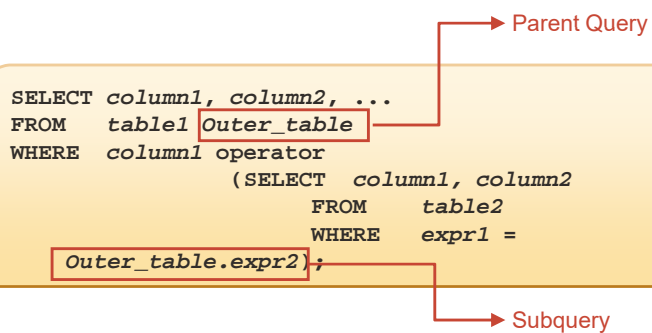 Parent Query
SELECT column1, column2, ...
FROM table1 Outer_table
WHERE column1 operator
(SELECT column1, column2
FROM table2
WHERE expr1 =
Outer_table.expr2);
Subquery